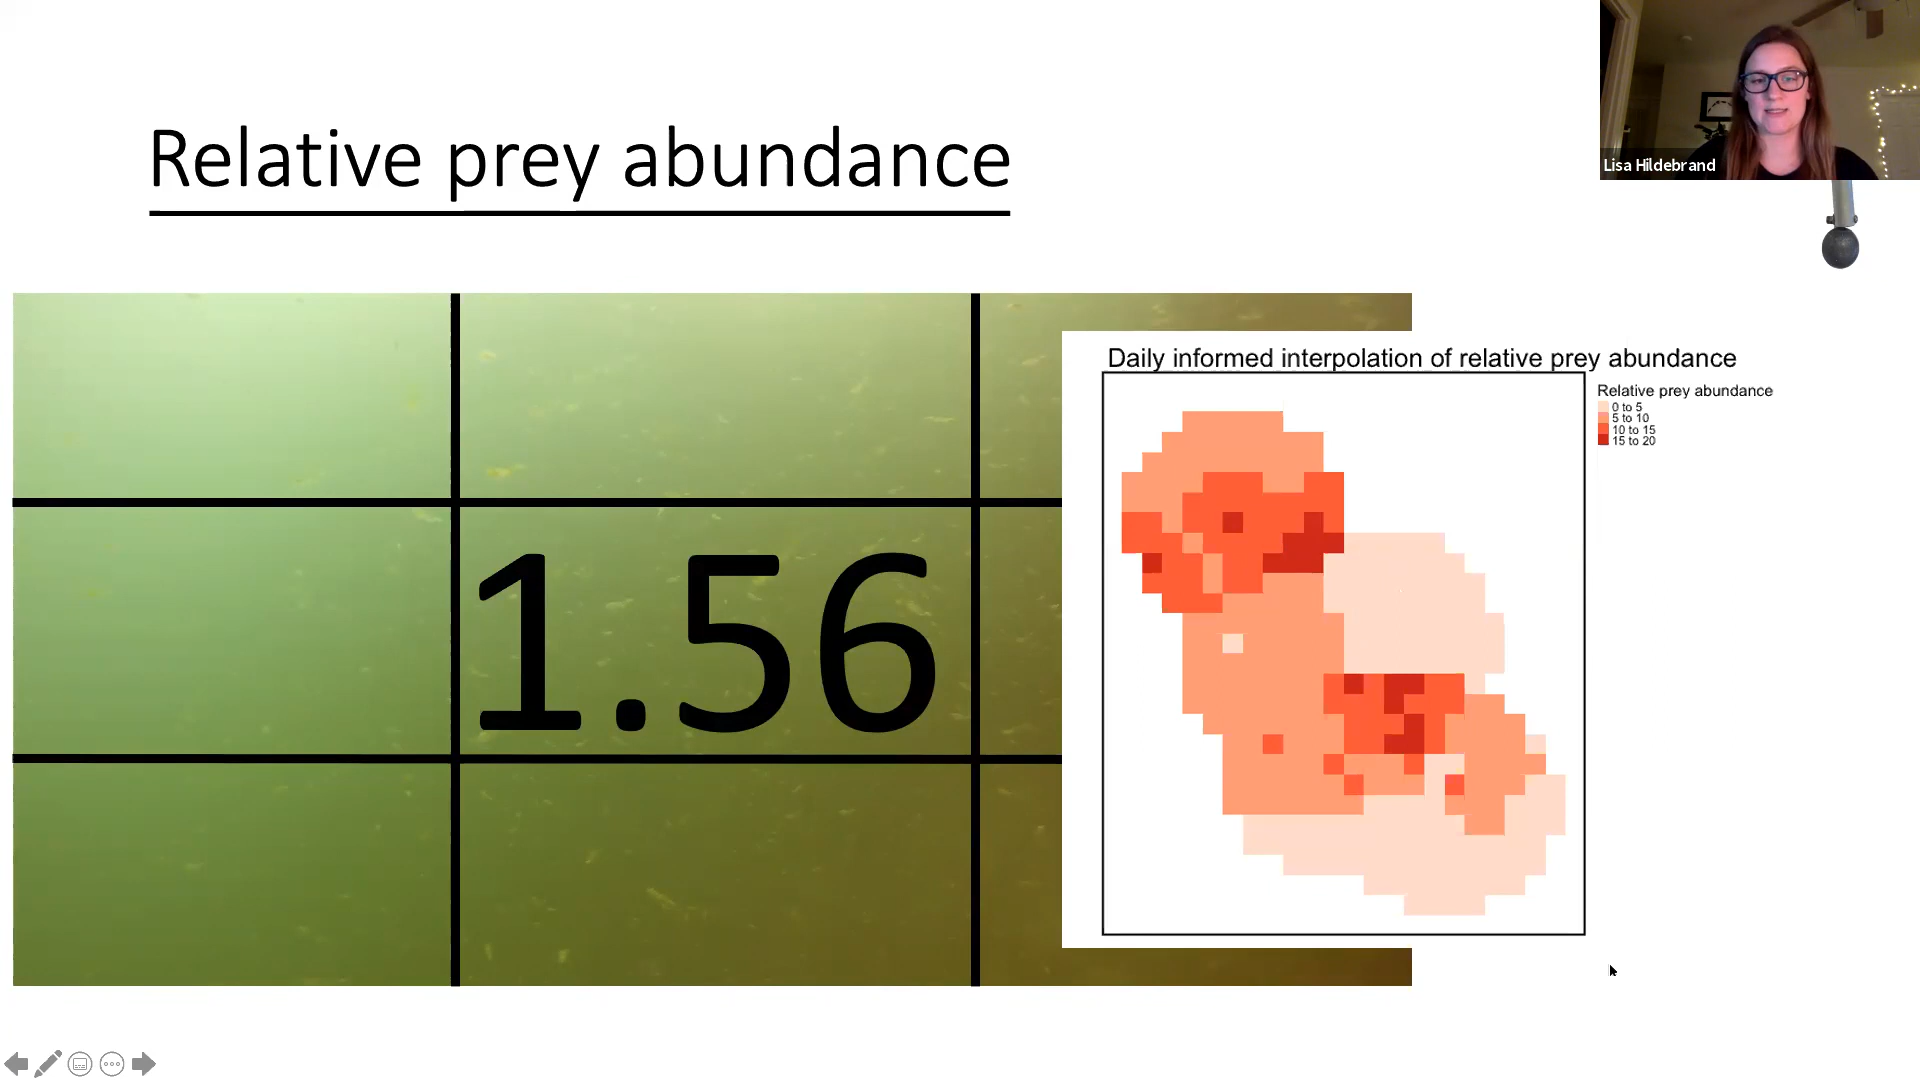 Relative prey abundance
Lisa Hildebrand
1.56
Daily informed interpolation of relative prey abundance
Relative prey abundance
0 to 5
5 to 10
10 to 15
15 to 20